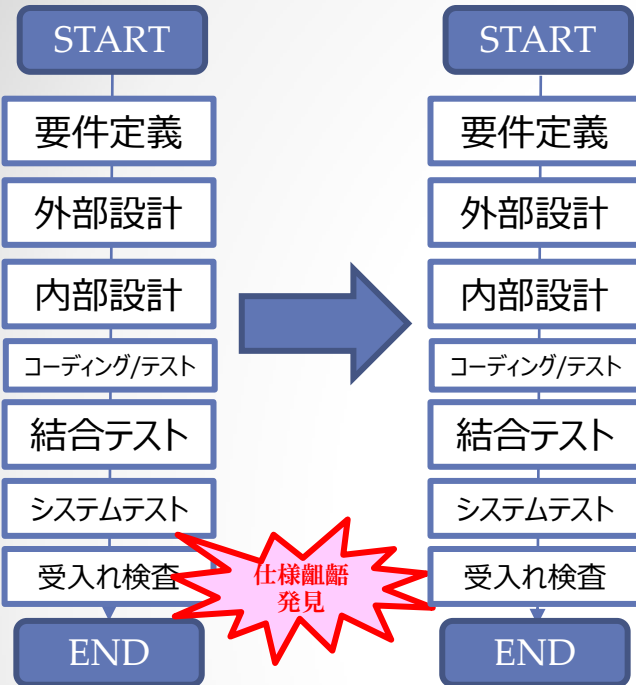 START
要件定義
外部設計
内部設計
コーディング/テスト
結合テスト
システムテスト
受入れ検査
END
仕様齟齬
発見
START
要件定義
外部設計
内部設計
コーディング/テスト
結合テスト
システムテスト
受入れ検査
END